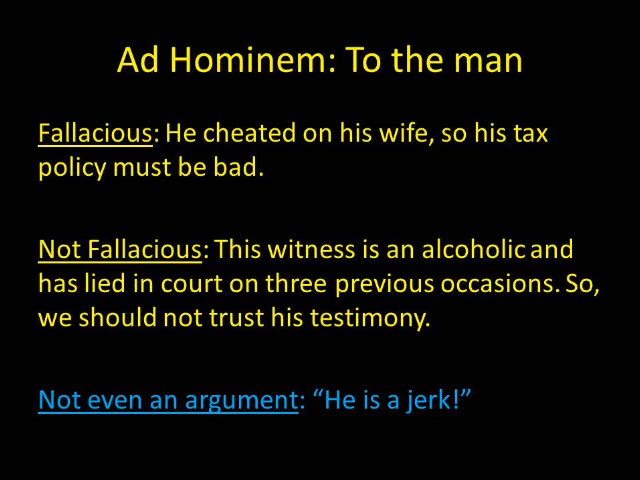 Ad Hominem: To the man
Fallacious: He cheated on his wife, so his tax
policy must be bad.
Not Fallacious: This witness is an alcoholic and
has lied in court on three previous occasions. So,
we should not trust his testimony.
Not even an argument: “He is a jerk!”